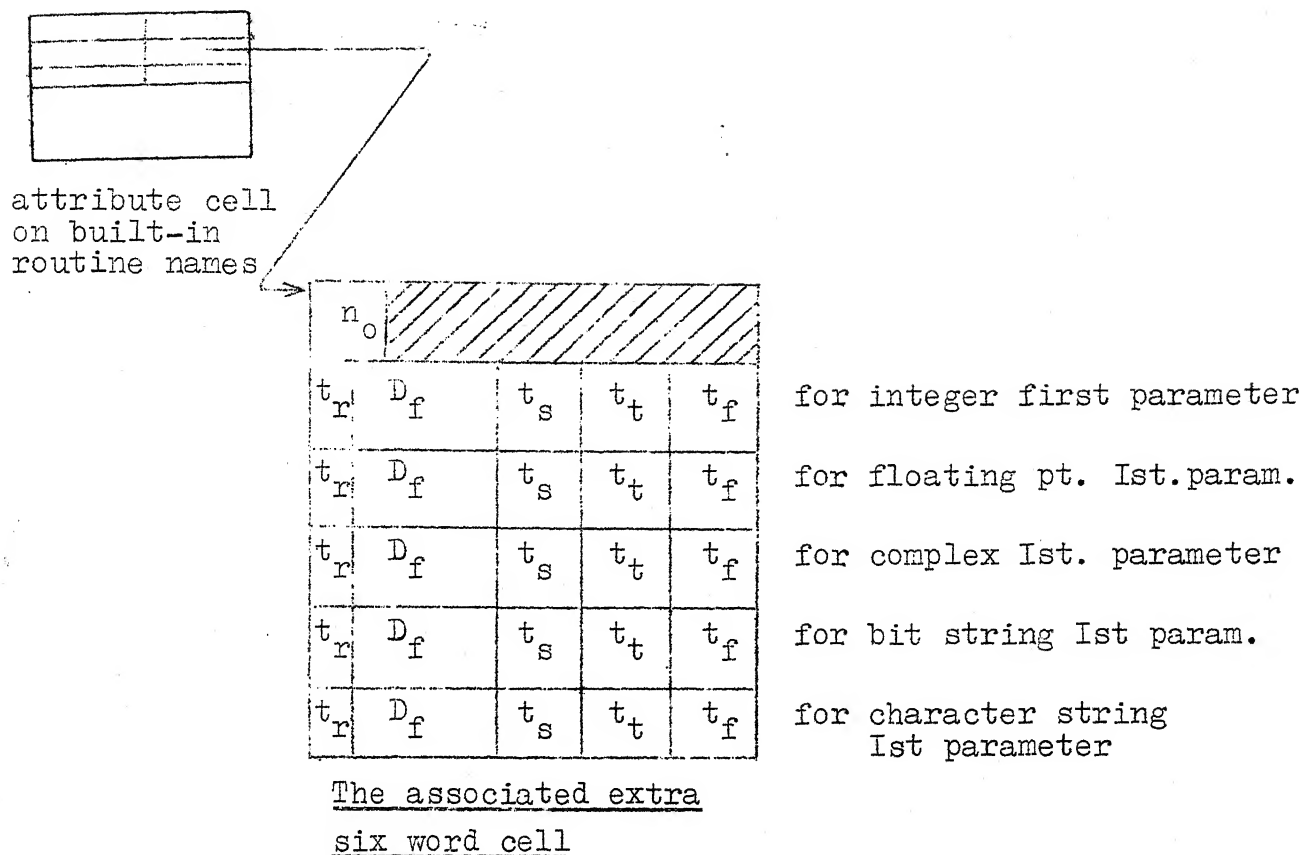 attribute cell
on built-in
routine names
n_o
t_r D_f t_s t_t t_f for integer first parameter
t_r D_f t_s t_t t_f for floating pt. Ist.param.
t_r D_f t_s t_t t_f for complex Ist. parameter
t_r D_f t_s t_t t_f for bit string Ist param.
t_r D_f t_s t_t t_f for character string
Ist parameter
The associated extra
six word cell